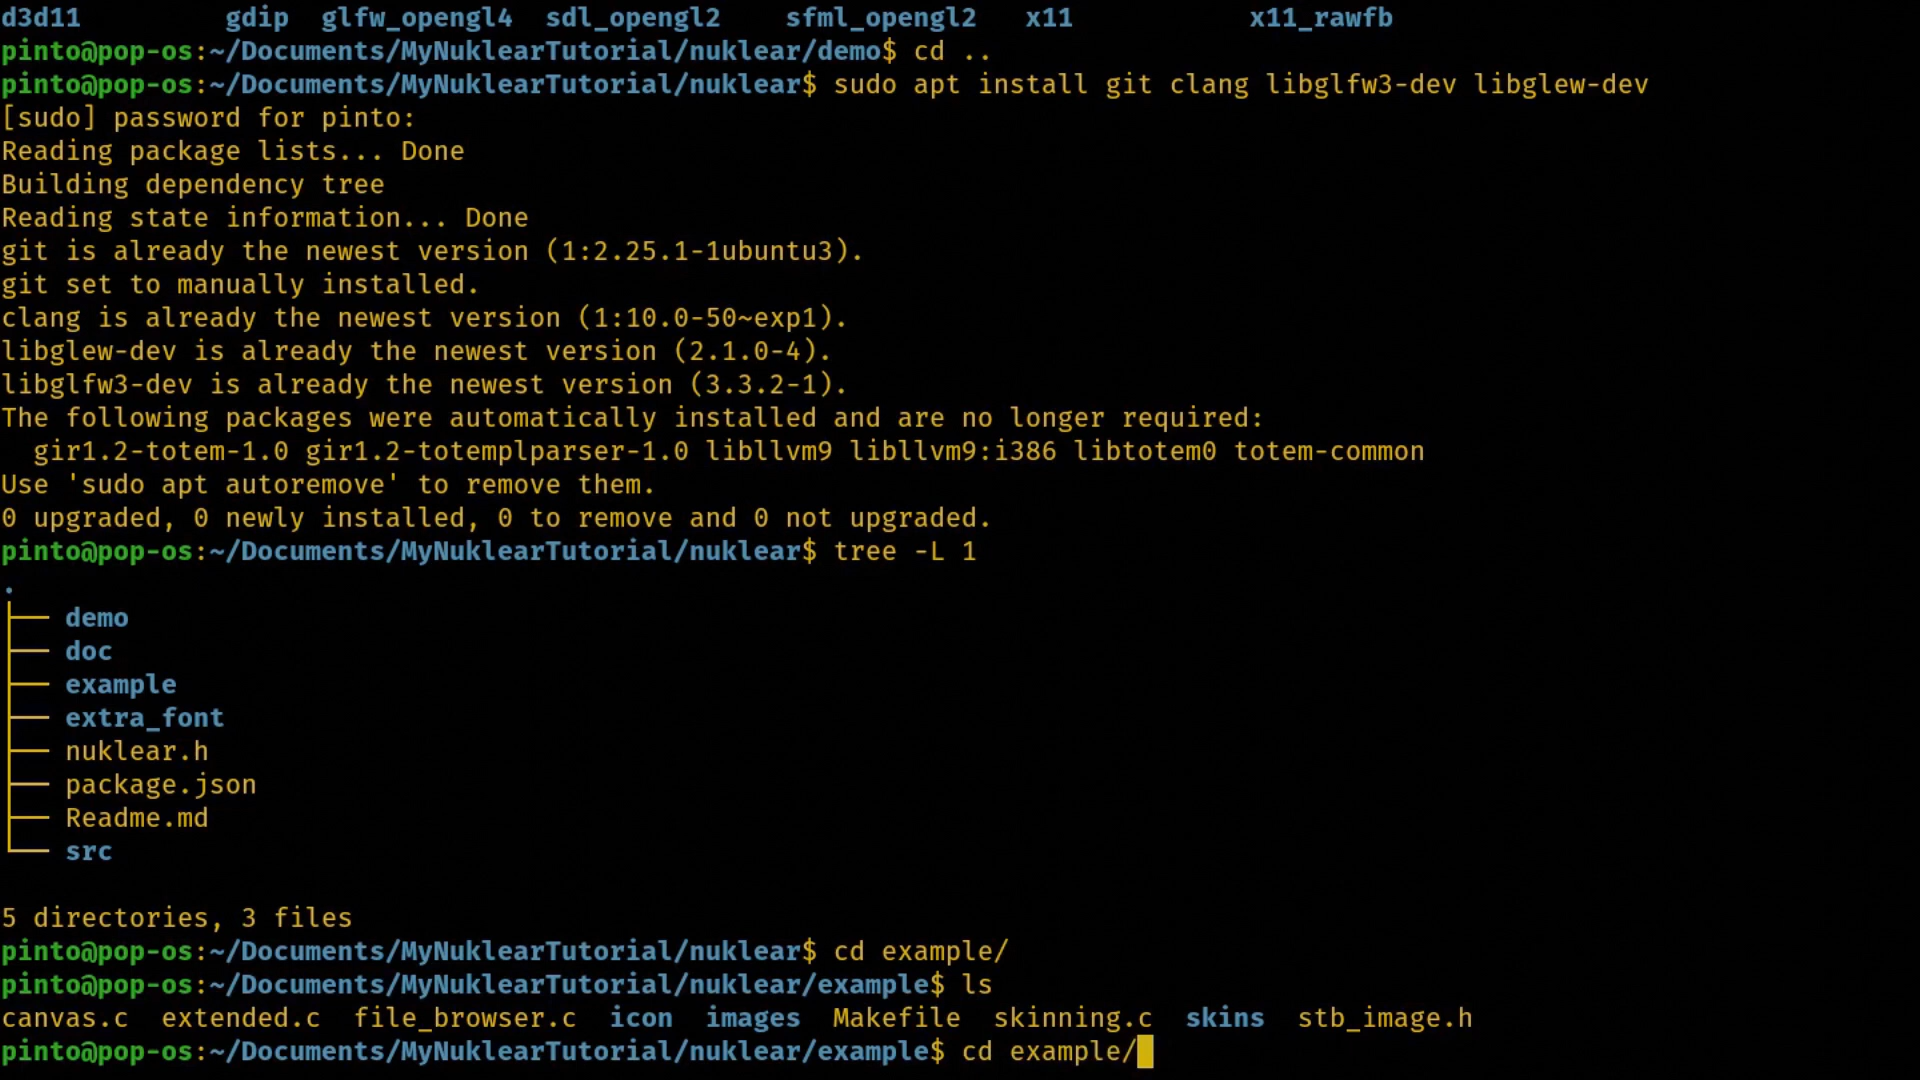 d3d11 gdip glfw_opengl4 sdl_opengl2 sfml_opengl2 x11 x11_rawfb
pinto@pop-os:~/Documents/MyNuklearTutorial/nuklear/demo$ cd ..
pinto@pop-os:~/Documents/MyNuklearTutorial/nuklear$ sudo apt install git clang libglfw3-dev libglew-dev
[sudo] password for pinto:
Reading package lists... Done
Building dependency tree
Reading state information... Done
git is already the newest version (1:2.25.1-1ubuntu3).
git set to manually installed.
clang is already the newest version (1:10.0-50~exp1).
libglew-dev is already the newest version (2.1.0-4).
libglfw3-dev is already the newest version (3.3.2-1).
The following packages were automatically installed and are no longer required:
  gir1.2-totem-1.0 gir1.2-totemplparser-1.0 libllvm9 libllvm9:i386 libtotem0 totem-common
Use 'sudo apt autoremove' to remove them.
0 upgraded, 0 newly installed, 0 to remove and 0 not upgraded.
pinto@pop-os:~/Documents/MyNuklearTutorial/nuklear$ tree -L 1
.
├── demo
├── doc
├── example
├── extra_font
├── nuklear.h
├── package.json
├── Readme.md
└── src
5 directories, 3 files
pinto@pop-os:~/Documents/MyNuklearTutorial/nuklear$ cd example/
pinto@pop-os:~/Documents/MyNuklearTutorial/nuklear/example$ ls
canvas.c extended.c file_browser.c icon images Makefile skinning.c skins stb_image.h
pinto@pop-os:~/Documents/MyNuklearTutorial/nuklear/example$ cd example/